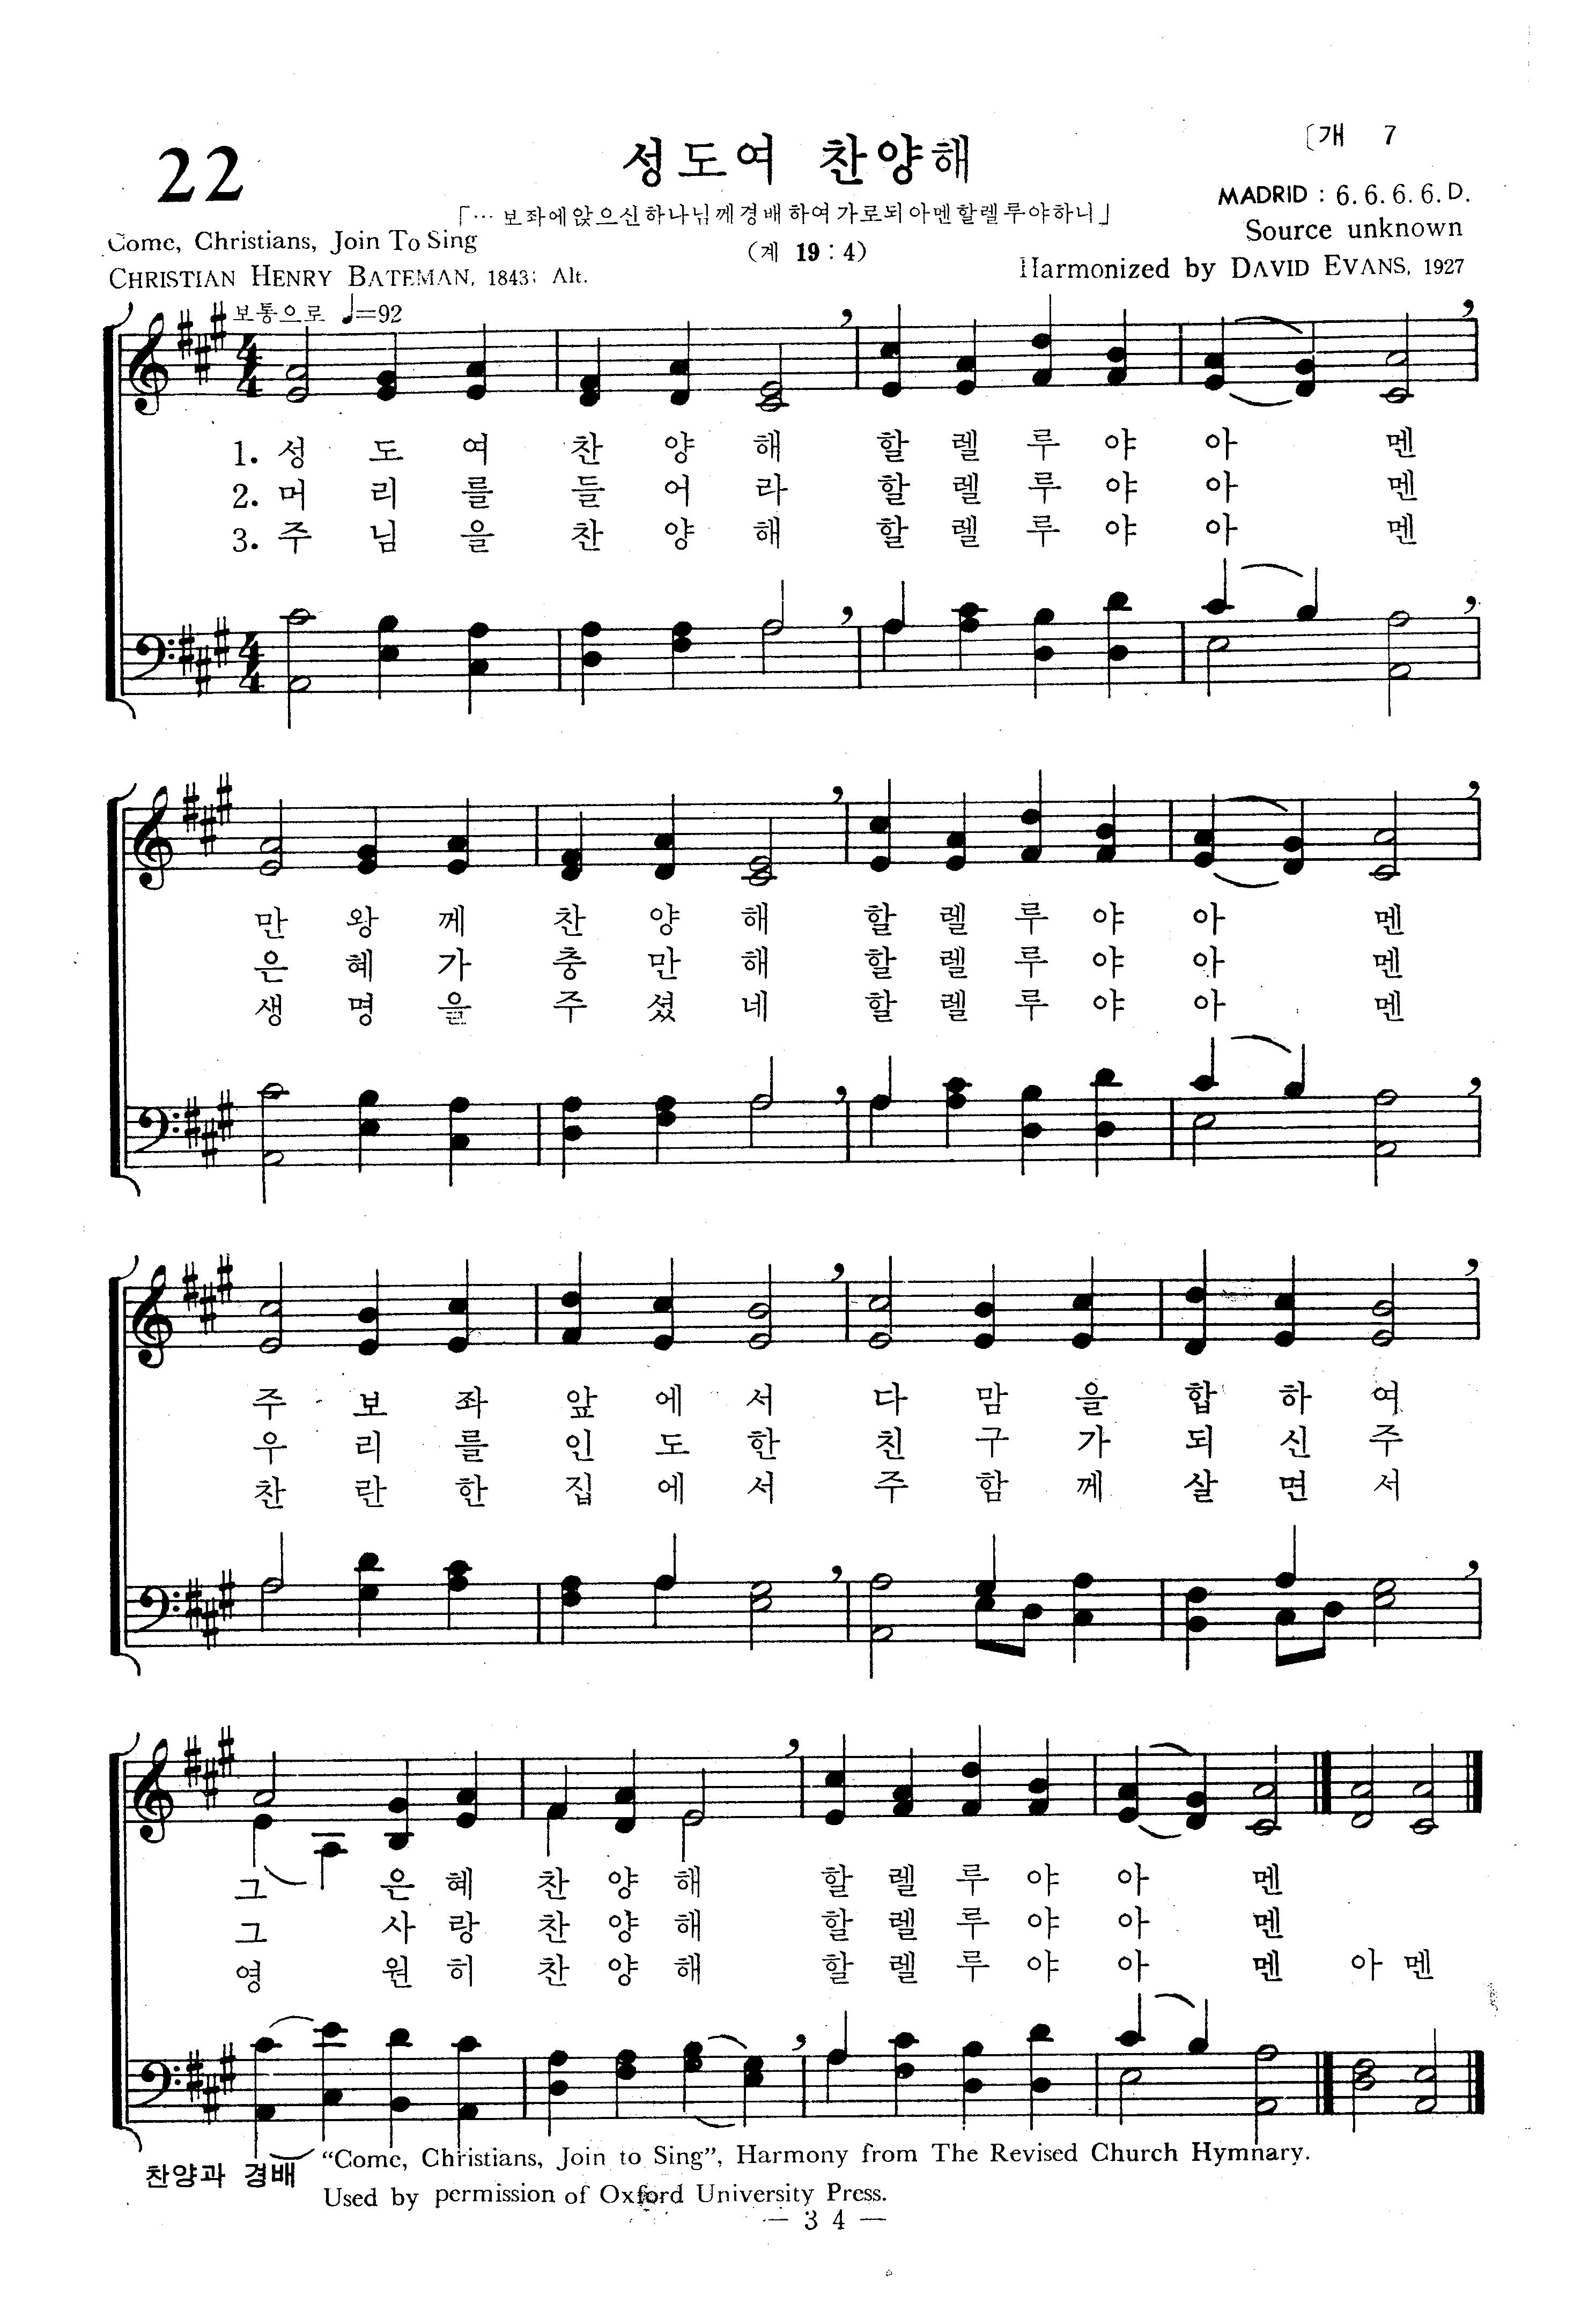 22
성도여 찬양해
〔개 7
「… 보좌에앉으신하나님께경배하여가로되아멘할렐루야하니」
(계 19 : 4)
MADRID : 6. 6. 6. 6. D.
Come, Christians, Join To Sing
Source unknown
CHRISTIAN HENRY BATEMAN, 1843; Alt.
Harmonized by DAVID EVANS, 1927
보통으로 ♩=92
1. 성 도 여 찬 양 해 할 렐 루 야 아 멘
2. 머 리 를 들 어 라 할 렐 루 야 아 멘
3. 주 님 을 찬 양 해 할 렐 루 야 아 멘
만 왕 께 찬 양 해 할 렐 루 야 아 멘
은 혜 가 충 만 해 할 렐 루 야 아 멘
생 명 을 주 셨 네 할 렐 루 야 아 멘
주 보 좌 앞 에 서 다 맘 을 합 하 여
우 리 를 인 도 한 친 구 가 되 신 주
찬 란 한 집 에 서 주 함 께 살 면 서
그 은 혜 찬 양 해 할 렐 루 야 아 멘
그 사 랑 찬 양 해 할 렐 루 야 아 멘
영 원 히 찬 양 해 할 렐 루 야 아 멘 아 멘
찬양과 경배
"Come, Christians, Join to Sing", Harmony from The Revised Church Hymnary.
Used by permission of Oxford University Press.
— 3 4 —